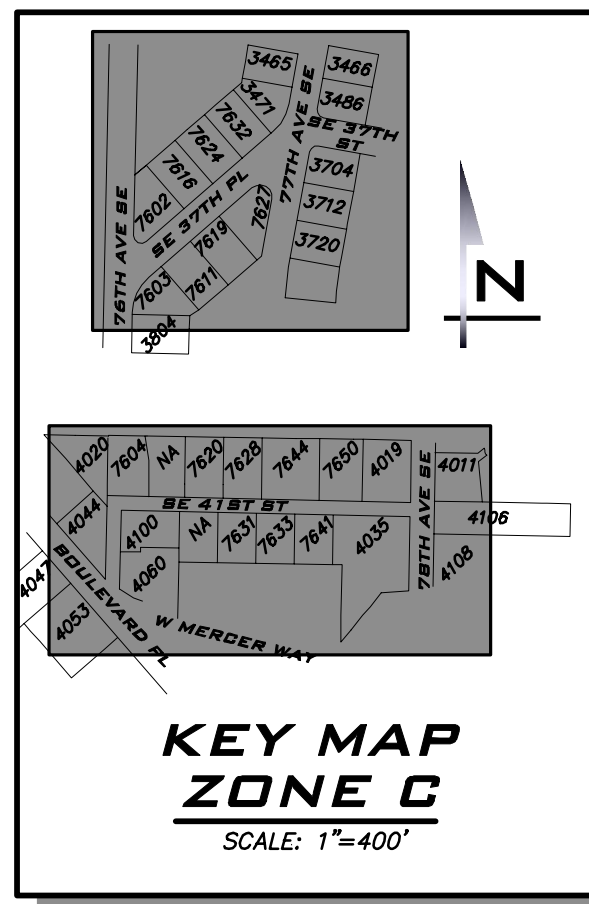 3465
3466
3471
3486
7632
77TH AVE SE
SE 37TH
ST
7624
3704
7616
3712
7602
SE 37TH PL
7627
3720
7619
76TH AVE SE
7603
7611
3804
N
4020
7604
NA
7620
7628
7644
7650
4019
78TH AVE SE
4011
4044
SE 41ST ST
4100
NA
7631
7633
7641
4035
4106
4108
4060
4047
BOULEVARD PL
4053
W MERCER WAY
KEY MAP
ZONE C
SCALE: 1"=400'